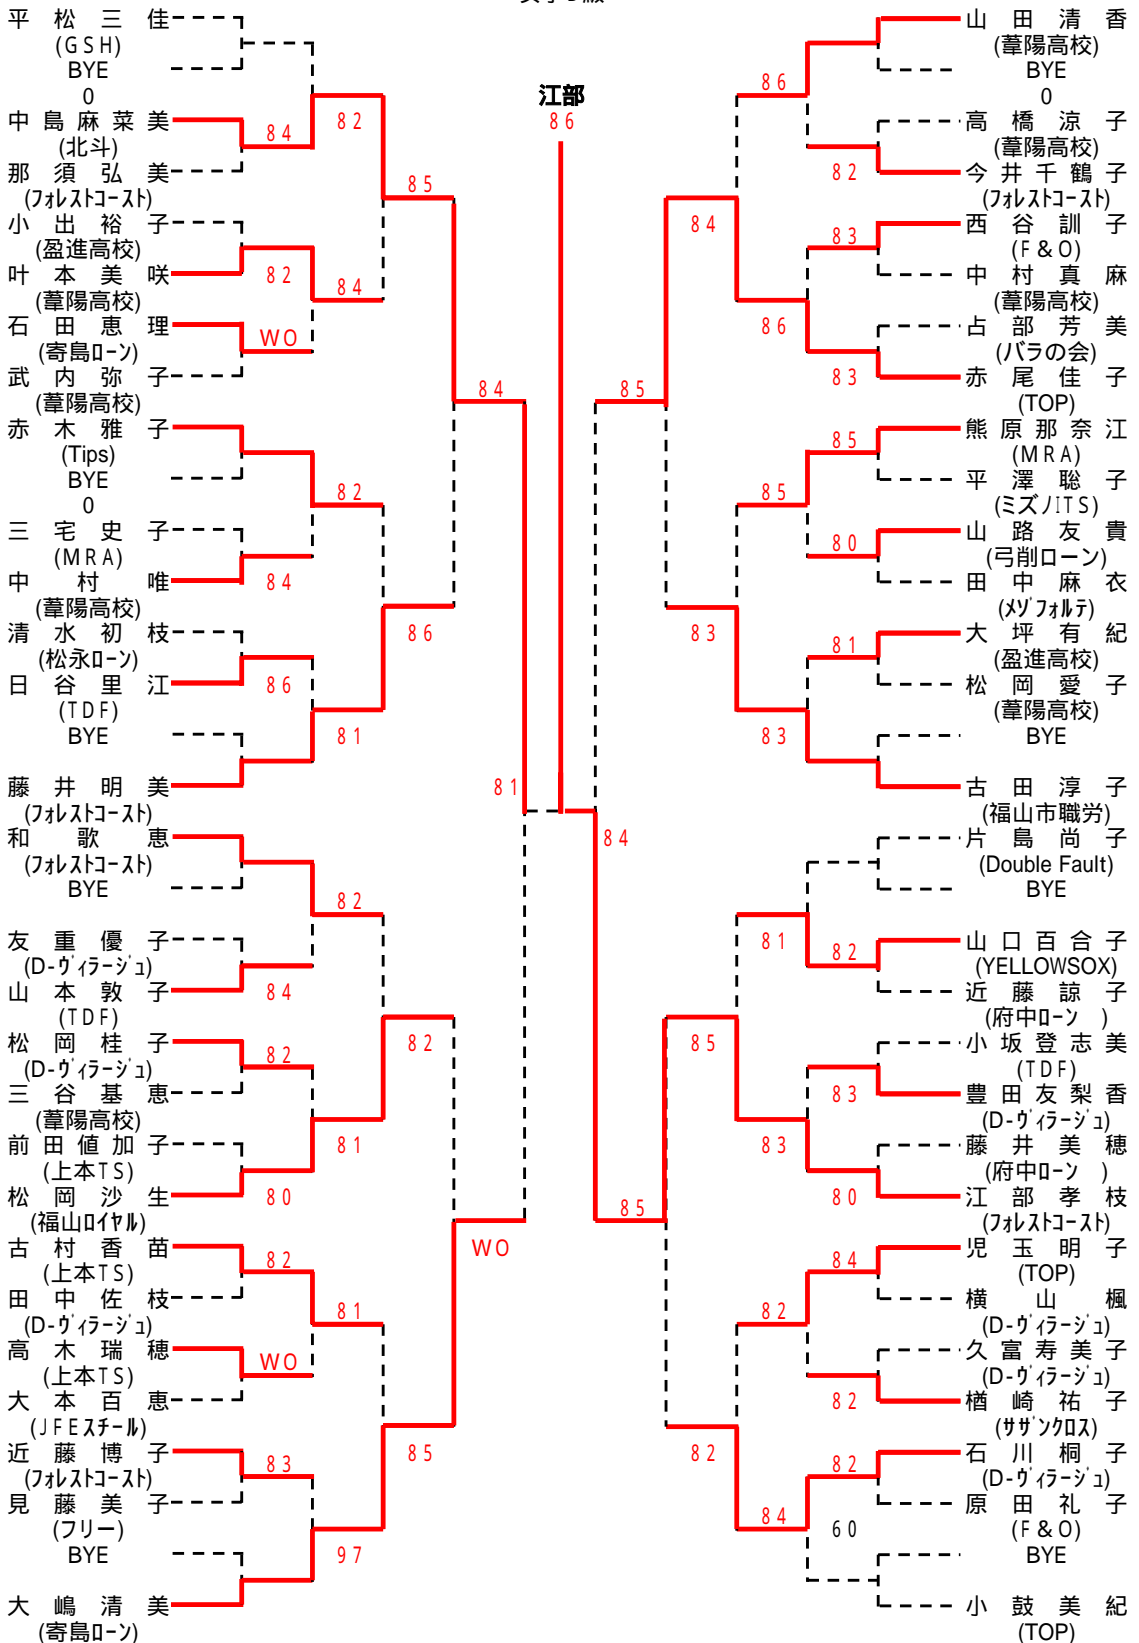 平松三佳
(GSH)
BYE
0
中島麻菜美
(北斗)
那須弘美
(フォレストコースト)
小出裕子
(盈進高校)
叶本美咲
(葦陽高校)
石田恵理
(寄島ローン)
武内弥子
(葦陽高校)
赤木雅子
(Tips)
BYE
0
三宅史子
(MRA)
中村唯
(葦陽高校)
清水初枝
(松永ローン)
日谷里江
(TDF)
BYE
藤井明美
(フォレストコースト)
和歌恵
(フォレストコースト)
BYE
友重優子
(D-ヴィラージュ)
山本敦子
(TDF)
松岡桂子
(D-ヴィラージュ)
三谷基恵
(葦陽高校)
前田値加子
(上本TS)
松岡沙生
(福山ロイヤル)
古村香苗
(上本TS)
田中佐枝
(D-ヴィラージュ)
高木瑞穂
(上本TS)
大本百恵
(JFEスチール)
近藤博子
(フォレストコースト)
見藤美子
(フリー)
BYE
大嶋清美
(寄島ローン)
84
82
WO
84
86
84
82
80
82
WO
83
82
84
82
81
82
81
81
97
85
86
82
85
84
WO
81
江部
86
84
85
85
84
83
85
82
86
86
85
83
81
83
82
84
82
83
82
83
85
80
81
82
83
80
84
82
82
60
山田清香
(葦陽高校)
BYE
0
高橋涼子
(葦陽高校)
今井千鶴子
(フォレストコースト)
西谷訓子
(F&O)
中村真麻
(葦陽高校)
占部芳美
(バラの会)
赤尾佳子
(TOP)
熊原那奈江
(MRA)
平澤聡子
(ミズノITS)
山路友貴
(弓削ローン)
田中麻衣
(メゾフォルテ)
大坪有紀
(盈進高校)
松岡愛子
(葦陽高校)
BYE
古田淳子
(福山市職労)
片島尚子
(Double Fault)
BYE
山口百合子
(YELLOWSOX)
近藤諒子
(府中ローン )
小坂登志美
(TDF)
豊田友梨香
(D-ヴィラージュ)
藤井美穂
(府中ローン )
江部孝枝
(フォレストコースト)
児玉明子
(TOP)
横山楓
(D-ヴィラージュ)
久富寿美子
(D-ヴィラージュ)
楢崎祐子
(サザンクロス)
石川桐子
(D-ヴィラージュ)
原田礼子
(F&O)
BYE
小鼓美紀
(TOP)